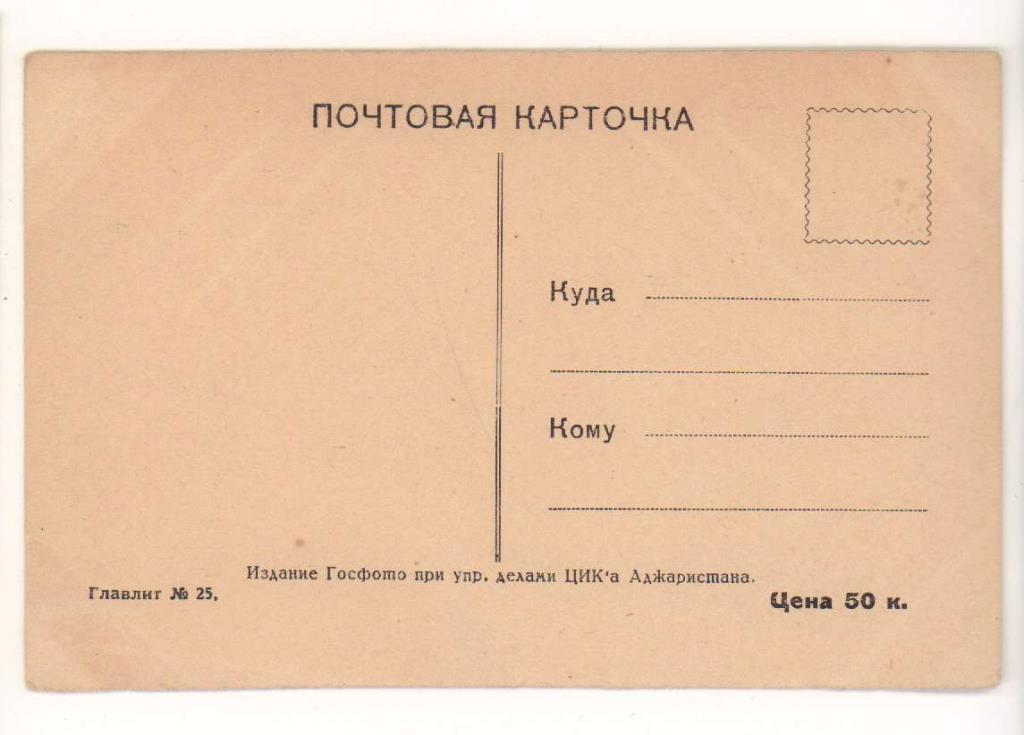 ПОЧТОВАЯ КАРТОЧКА
Куда
Кому
Издание Госфото при упр. делами ЦИК‘а Аджаристана.
Главлит № 25,
Цена 50 к.